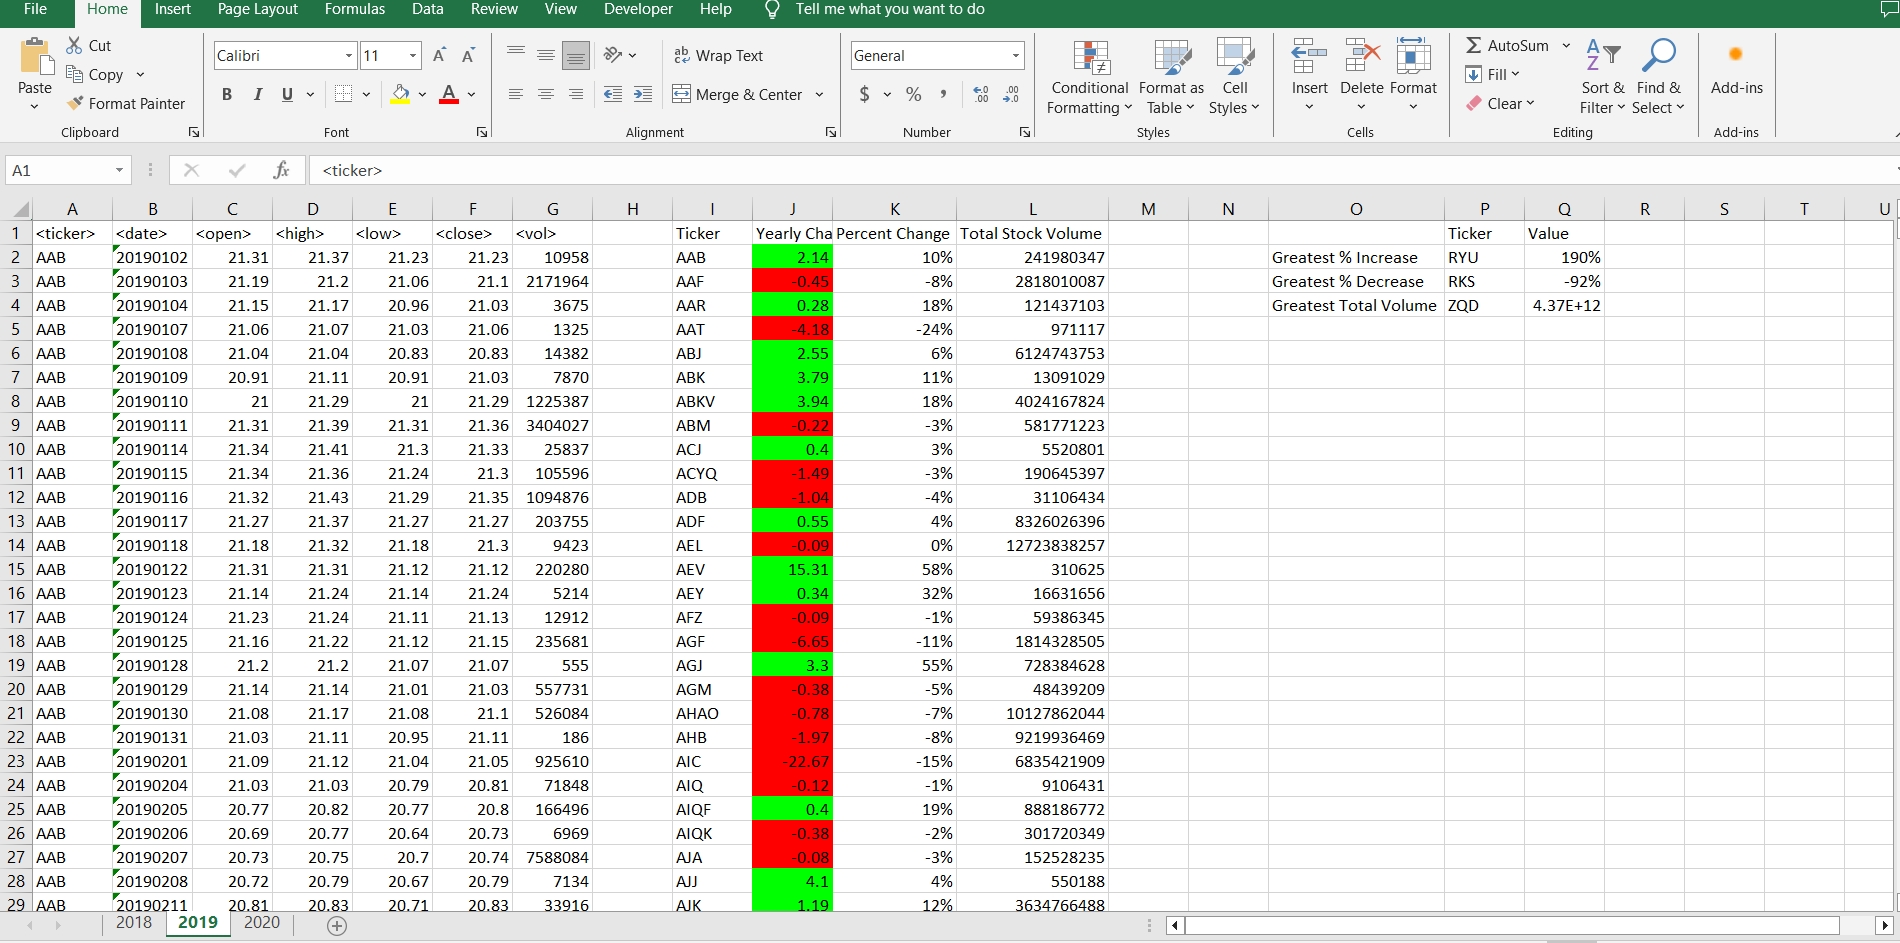 File Home Insert Page Layout Formulas Data Review View Developer Help Tell me what you want to do
Paste Cut Copy Format Painter Clipboard
Calibri 11 A A B I U A Font
ab c Wrap Text Merge & Center Alignment
General $ % , .00 .0 .00 .0 Number
Conditional Formatting Format as Table Cell Styles Styles
Insert Delete Format Cells
AutoSum Fill Clear Sort & Filter Find & Select Editing
Add-ins Add-ins
A1 fx <ticker>
A B C D E F G H I J K L M N O P Q R S T U
1 <ticker> <date> <open> <high> <low> <close> <vol> Ticker Yearly Cha Percent Change Total Stock Volume Ticker Value
2 AAB 20190102 21.31 21.37 21.23 21.23 10958 AAB 2.14 10% 241980347 Greatest % Increase RYU 190%
3 AAB 20190103 21.19 21.2 21.06 21.1 2171964 AAF -0.45 -8% 2818010087 Greatest % Decrease RKS -92%
4 AAB 20190104 21.15 21.17 20.96 21.03 3675 AAR 0.28 18% 121437103 Greatest Total Volume ZQD 4.37E+12
5 AAB 20190107 21.06 21.07 21.03 21.06 1325 AAT -4.18 -24% 971117
6 AAB 20190108 21.04 21.04 20.83 20.83 14382 ABJ 2.55 6% 6124743753
7 AAB 20190109 20.91 21.11 20.91 21.03 7870 ABK 3.79 11% 13091029
8 AAB 20190110 21 21.29 21 21.29 1225387 ABKV 3.94 18% 4024167824
9 AAB 20190111 21.31 21.39 21.31 21.36 3404027 ABM -0.22 -3% 581771223
10 AAB 20190114 21.34 21.41 21.3 21.33 25837 ACJ 0.4 3% 5520801
11 AAB 20190115 21.34 21.36 21.24 21.3 105596 ACYQ -1.49 -3% 190645397
12 AAB 20190116 21.32 21.43 21.29 21.35 1094876 ADB -1.04 -4% 31106434
13 AAB 20190117 21.27 21.37 21.27 21.27 203755 ADF 0.55 4% 8326026396
14 AAB 20190118 21.18 21.32 21.18 21.3 9423 AEL -0.09 0% 12723838257
15 AAB 20190122 21.31 21.31 21.12 21.12 220280 AEV 15.31 58% 310625
16 AAB 20190123 21.14 21.24 21.14 21.24 5214 AEY 0.34 32% 16631656
17 AAB 20190124 21.23 21.24 21.11 21.13 12912 AFZ -0.09 -1% 59386345
18 AAB 20190125 21.16 21.22 21.12 21.15 235681 AGF -6.65 -11% 1814328505
19 AAB 20190128 21.2 21.2 21.07 21.07 555 AGJ 3.3 55% 728384628
20 AAB 20190129 21.14 21.14 21.01 21.03 557731 AGM -0.38 -5% 48439209
21 AAB 20190130 21.08 21.17 21.08 21.1 526084 AHAO -0.78 -7% 10127862044
22 AAB 20190131 21.03 21.11 20.95 21.11 186 AHB -1.97 -8% 9219936469
23 AAB 20190201 21.09 21.12 21.04 21.05 925610 AIC -22.67 -15% 6835421909
24 AAB 20190204 21.03 21.03 20.79 20.81 71848 AIQ -0.12 -1% 9106431
25 AAB 20190205 20.77 20.82 20.77 20.8 166496 AIQF 0.4 19% 888186772
26 AAB 20190206 20.69 20.77 20.64 20.73 6969 AIQK -0.38 -2% 301720349
27 AAB 20190207 20.73 20.75 20.7 20.74 7588084 AJA -0.08 -3% 152528235
28 AAB 20190208 20.72 20.79 20.67 20.79 7134 AJJ 4.1 4% 550188
29 AAB 20190211 20.81 20.83 20.71 20.83 33916 AJK 1.19 12% 3634766488
2018 2019 2020